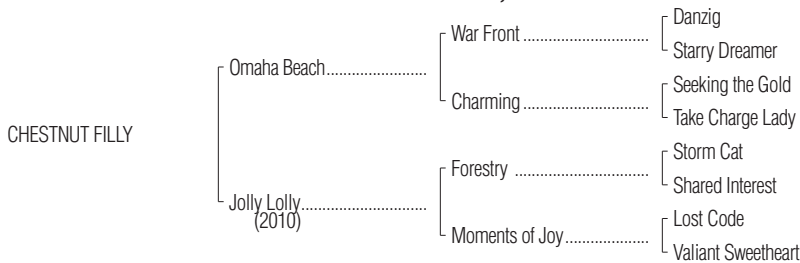 Danzig
War Front ..............................
Starry Dreamer
Omaha Beach........................
Seeking the Gold
Charming ..............................
Take Charge Lady
CHESTNUT FILLY
Storm Cat
Forestry ................................
Shared Interest
Jolly Lolly..............................
(2010)
Lost Code
Moments of Joy....................
Valiant Sweetheart